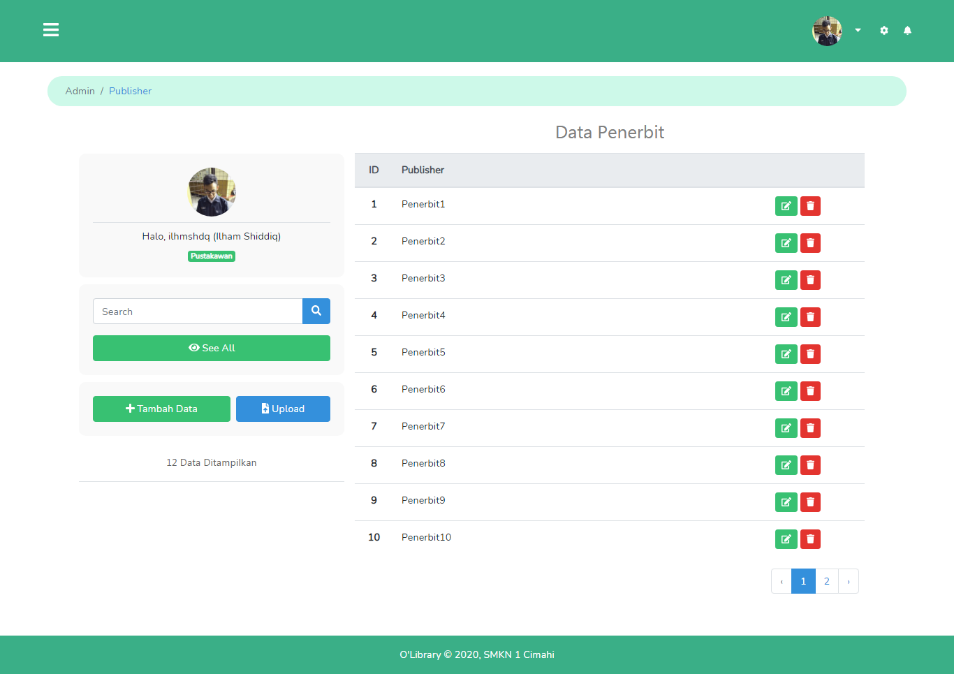 Admin / Publisher
Data Penerbit
Halo, ilhmshdq (Ilham Shiddiq)
Pustakawan
Search
See All
Tambah Data Upload
12 Data Ditampilkan
ID Publisher
1 Penerbit1
2 Penerbit2
3 Penerbit3
4 Penerbit4
5 Penerbit5
6 Penerbit6
7 Penerbit7
8 Penerbit8
9 Penerbit9
10 Penerbit10
‹ 1 2 ›
O'Library © 2020, SMKN 1 Cimahi